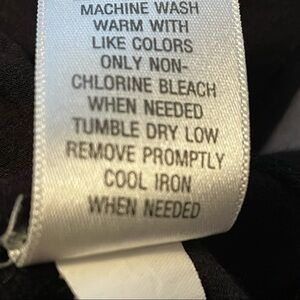 MACHINE WASH
WARM WITH
LIKE COLORS
ONLY NON-
CHLORINE BLEACH
WHEN NEEDED
TUMBLE DRY LOW
REMOVE PROMPTLY
COOL IRON
WHEN NEEDED